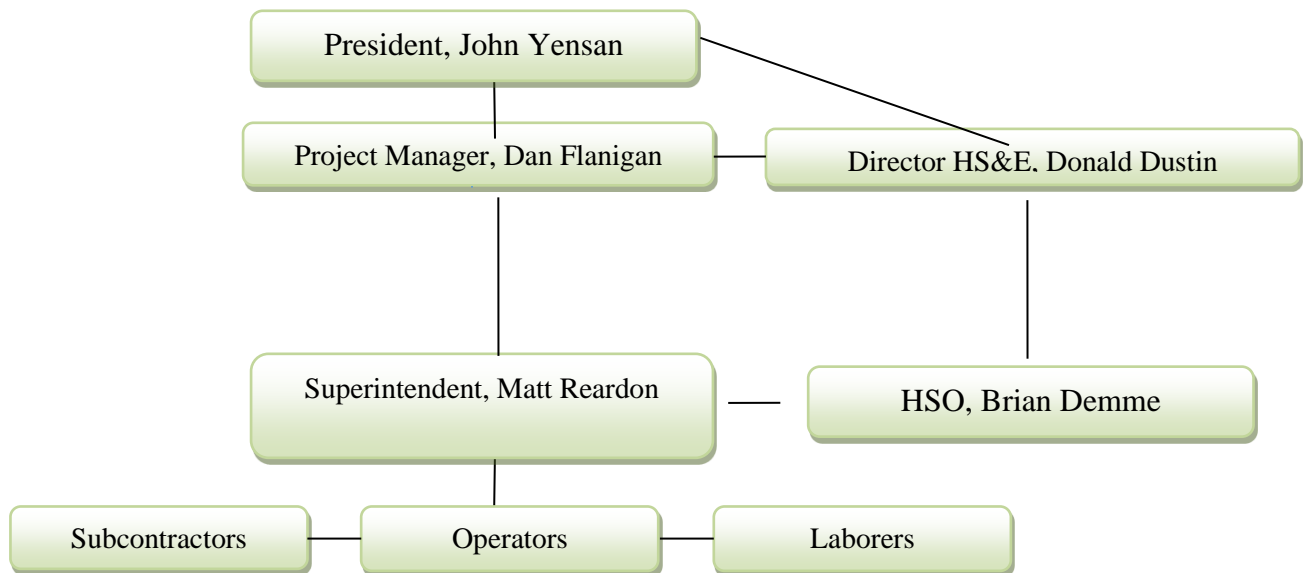 President, John Yensan
Project Manager, Dan Flanigan
Director HS&E, Donald Dustin
Superintendent, Matt Reardon
HSO, Brian Demme
Subcontractors
Operators
Laborers